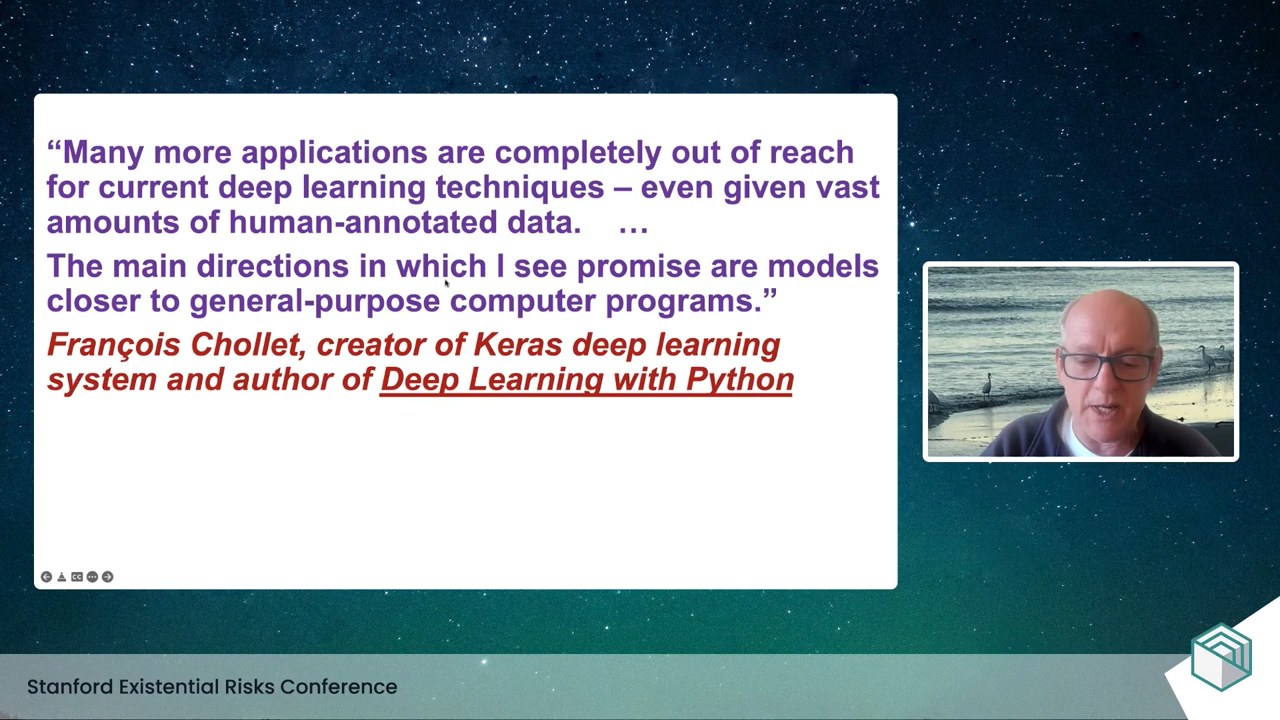 “Many more applications are completely out of reach
for current deep learning techniques – even given vast
amounts of human-annotated data. …
The main directions in which I see promise are models
closer to general-purpose computer programs.”
François Chollet, creator of Keras deep learning
system and author of Deep Learning with Python
CC
Stanford Existential Risks Conference